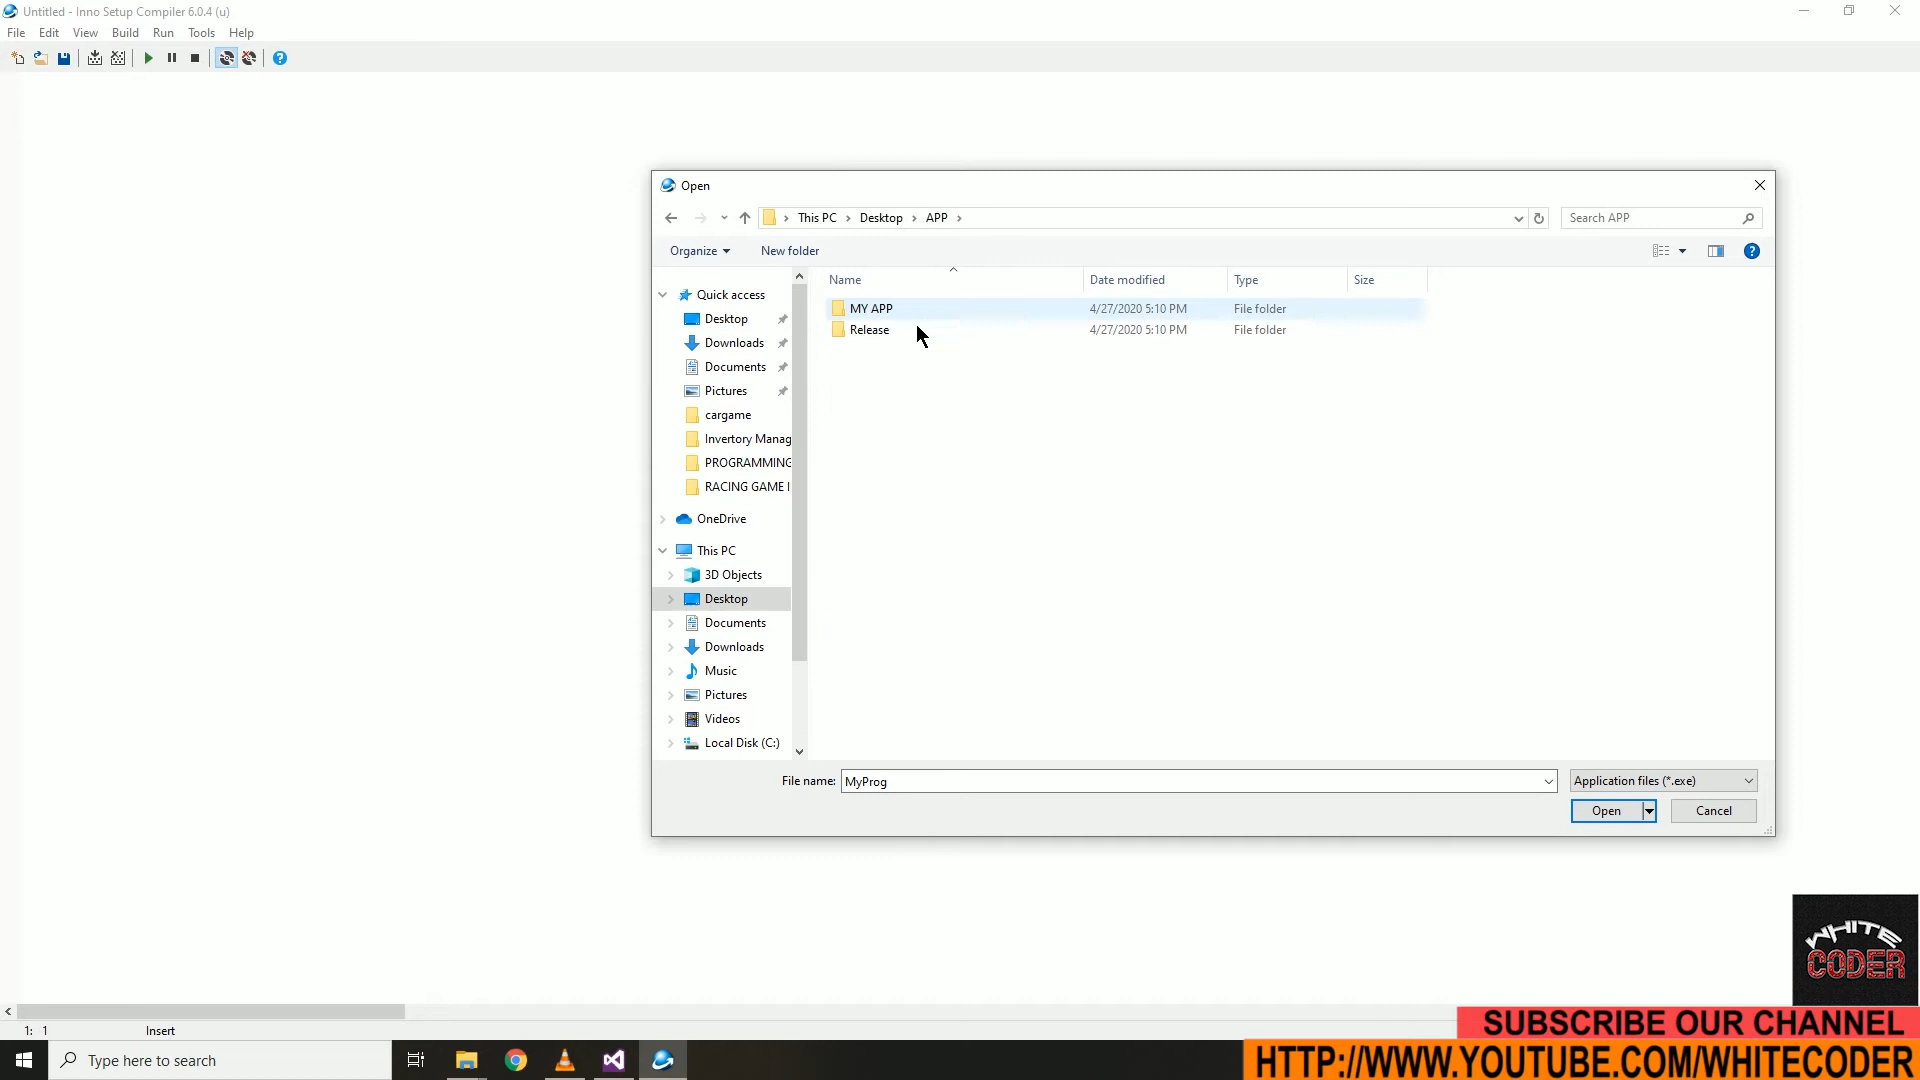 Untitled - Inno Setup Compiler 6.0.4 (u)
File Edit View Build Run Tools Help
Open
This PC > Desktop > APP >
Search APP
Organize
New folder
Name
Date modified
Type
Size
Quick access
Desktop
Downloads
Documents
Pictures
cargame
Invertory Manag
PROGRAMMING
RACING GAME I
OneDrive
This PC
3D Objects
Desktop
Documents
Downloads
Music
Pictures
Videos
Local Disk (C:)
MY APP 4/27/2020 5:10 PM File folder
Release 4/27/2020 5:10 PM File folder
File name: MyProg
Application files (*.exe)
Open
Cancel
WHITE
CODER
1: 1 Insert
SUBSCRIBE OUR CHANNEL
Type here to search
HTTP://WWW.YOUTUBE.COM/WHITECODER